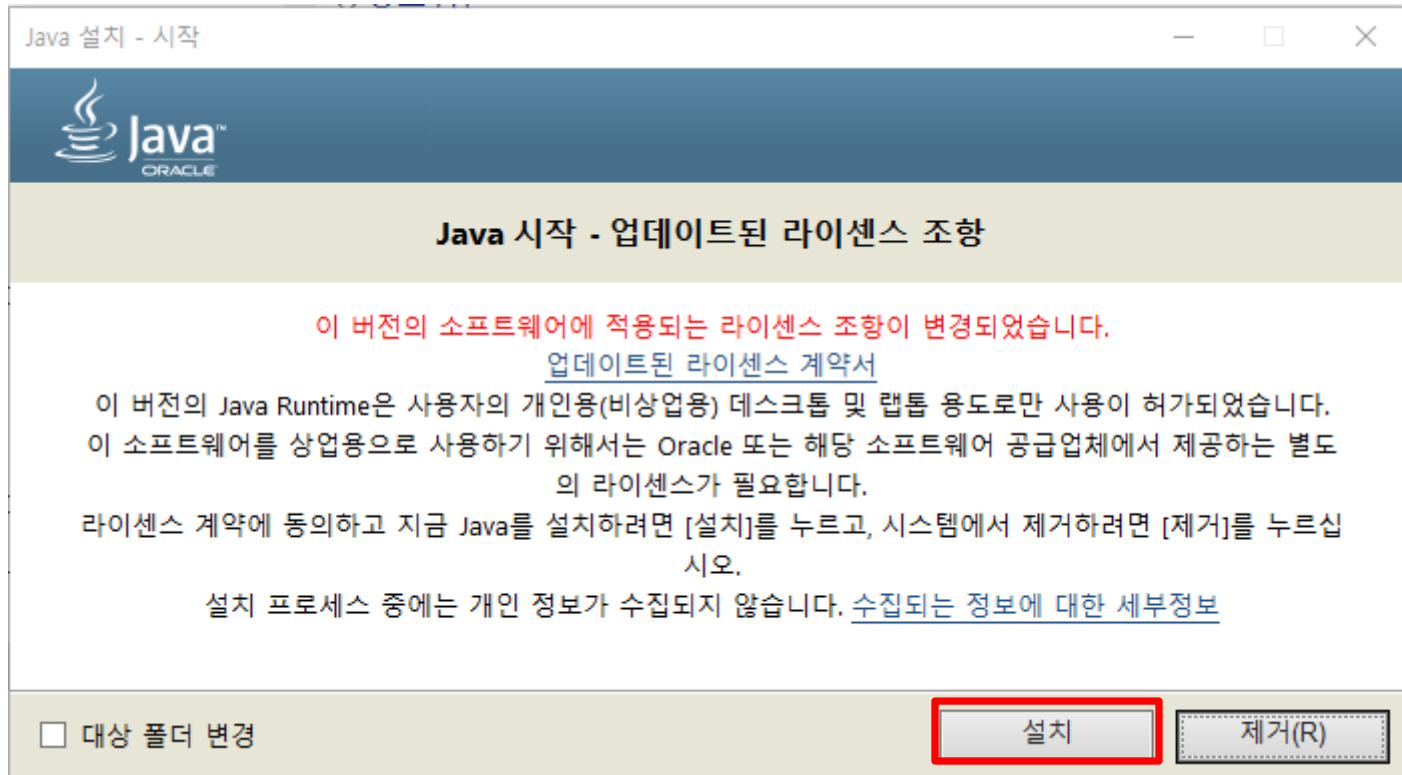 Java 설치 - 시작
Java™
ORACLE
Java 시작 - 업데이트된 라이센스 조항
이 버전의 소프트웨어에 적용되는 라이센스 조항이 변경되었습니다.
업데이트된 라이센스 계약서
이 버전의 Java Runtime은 사용자의 개인용(비상업용) 데스크톱 및 랩톱 용도로만 사용이 허가되었습니다.
이 소프트웨어를 상업용으로 사용하기 위해서는 Oracle 또는 해당 소프트웨어 공급업체에서 제공하는 별도
의 라이센스가 필요합니다.
라이센스 계약에 동의하고 지금 Java를 설치하려면 [설치]를 누르고, 시스템에서 제거하려면 [제거]를 누르십
시오.
설치 프로세스 중에는 개인 정보가 수집되지 않습니다. 수집되는 정보에 대한 세부정보
대상 폴더 변경
설치
제거(R)